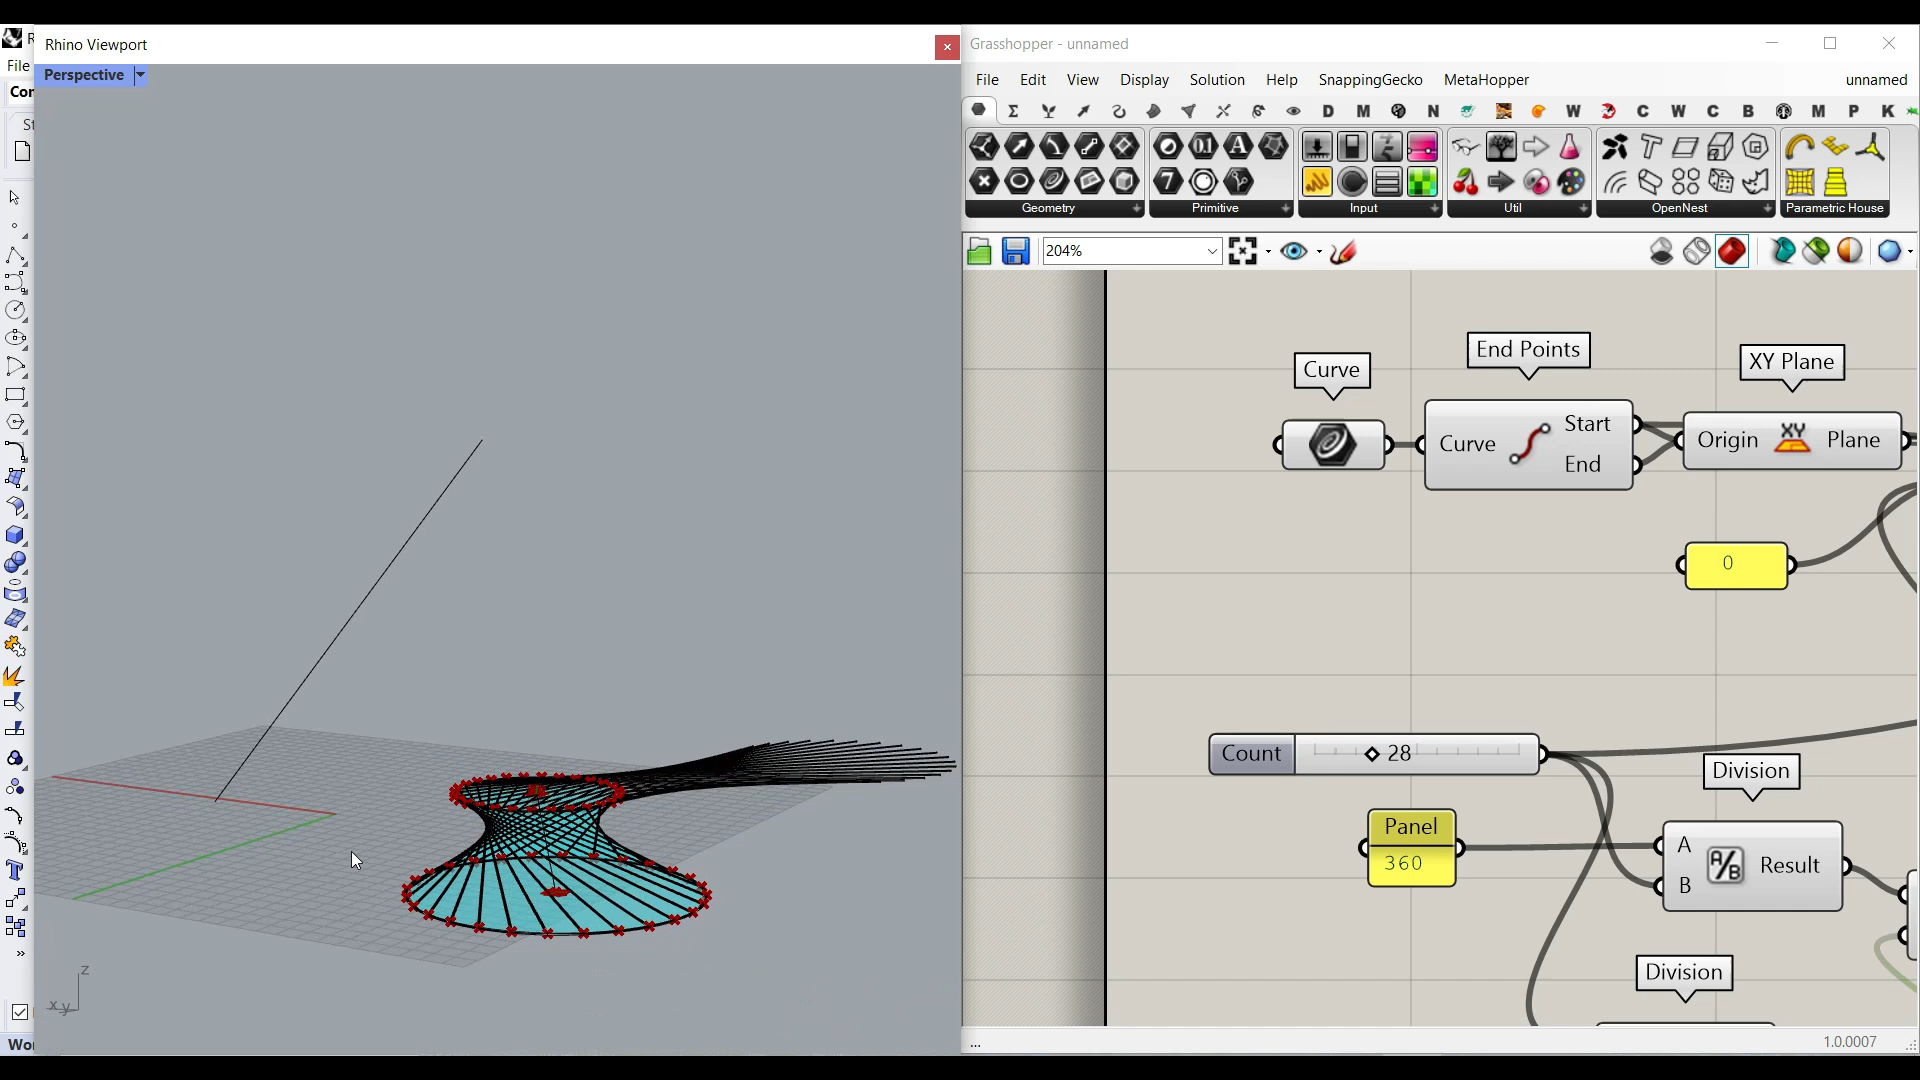 Rhino Viewport
Perspective
File
z
x y
Grasshopper - unnamed
File Edit View Display Solution Help SnappingGecko MetaHopper unnamed
D M N W C W C B M P K
Geometry Primitive Input Util OpenNest Parametric House
204%
Curve
End Points
XY Plane
Curve Start End
Origin XY Plane
0
Count 28
Division
Panel
360
A B A/B Result
Division
...
1.0.0007